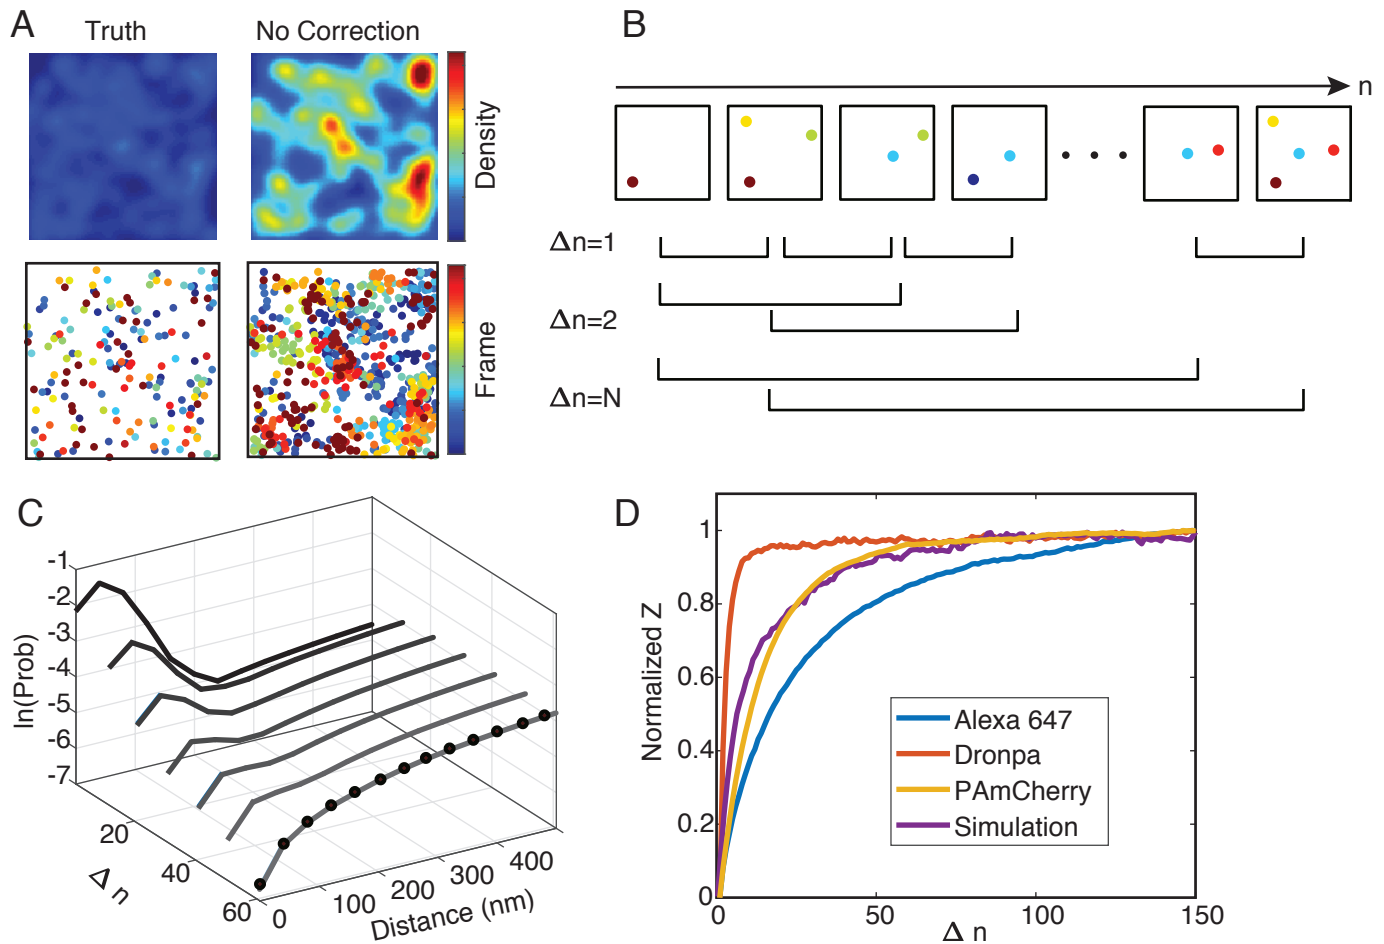 A
Truth
No Correction
Density
Frame
B
n
Δn=1
Δn=2
Δn=N
C
ln(Prob)
-1
-2
-3
-4
-5
-6
-7
20
40
60
Δ n
0
100
200
300
400
Distance (nm)
D
Normalized Z
1
0.8
0.6
0.4
0.2
0
0
50
100
150
Δ n
Alexa 647
Dronpa
PAmCherry
Simulation